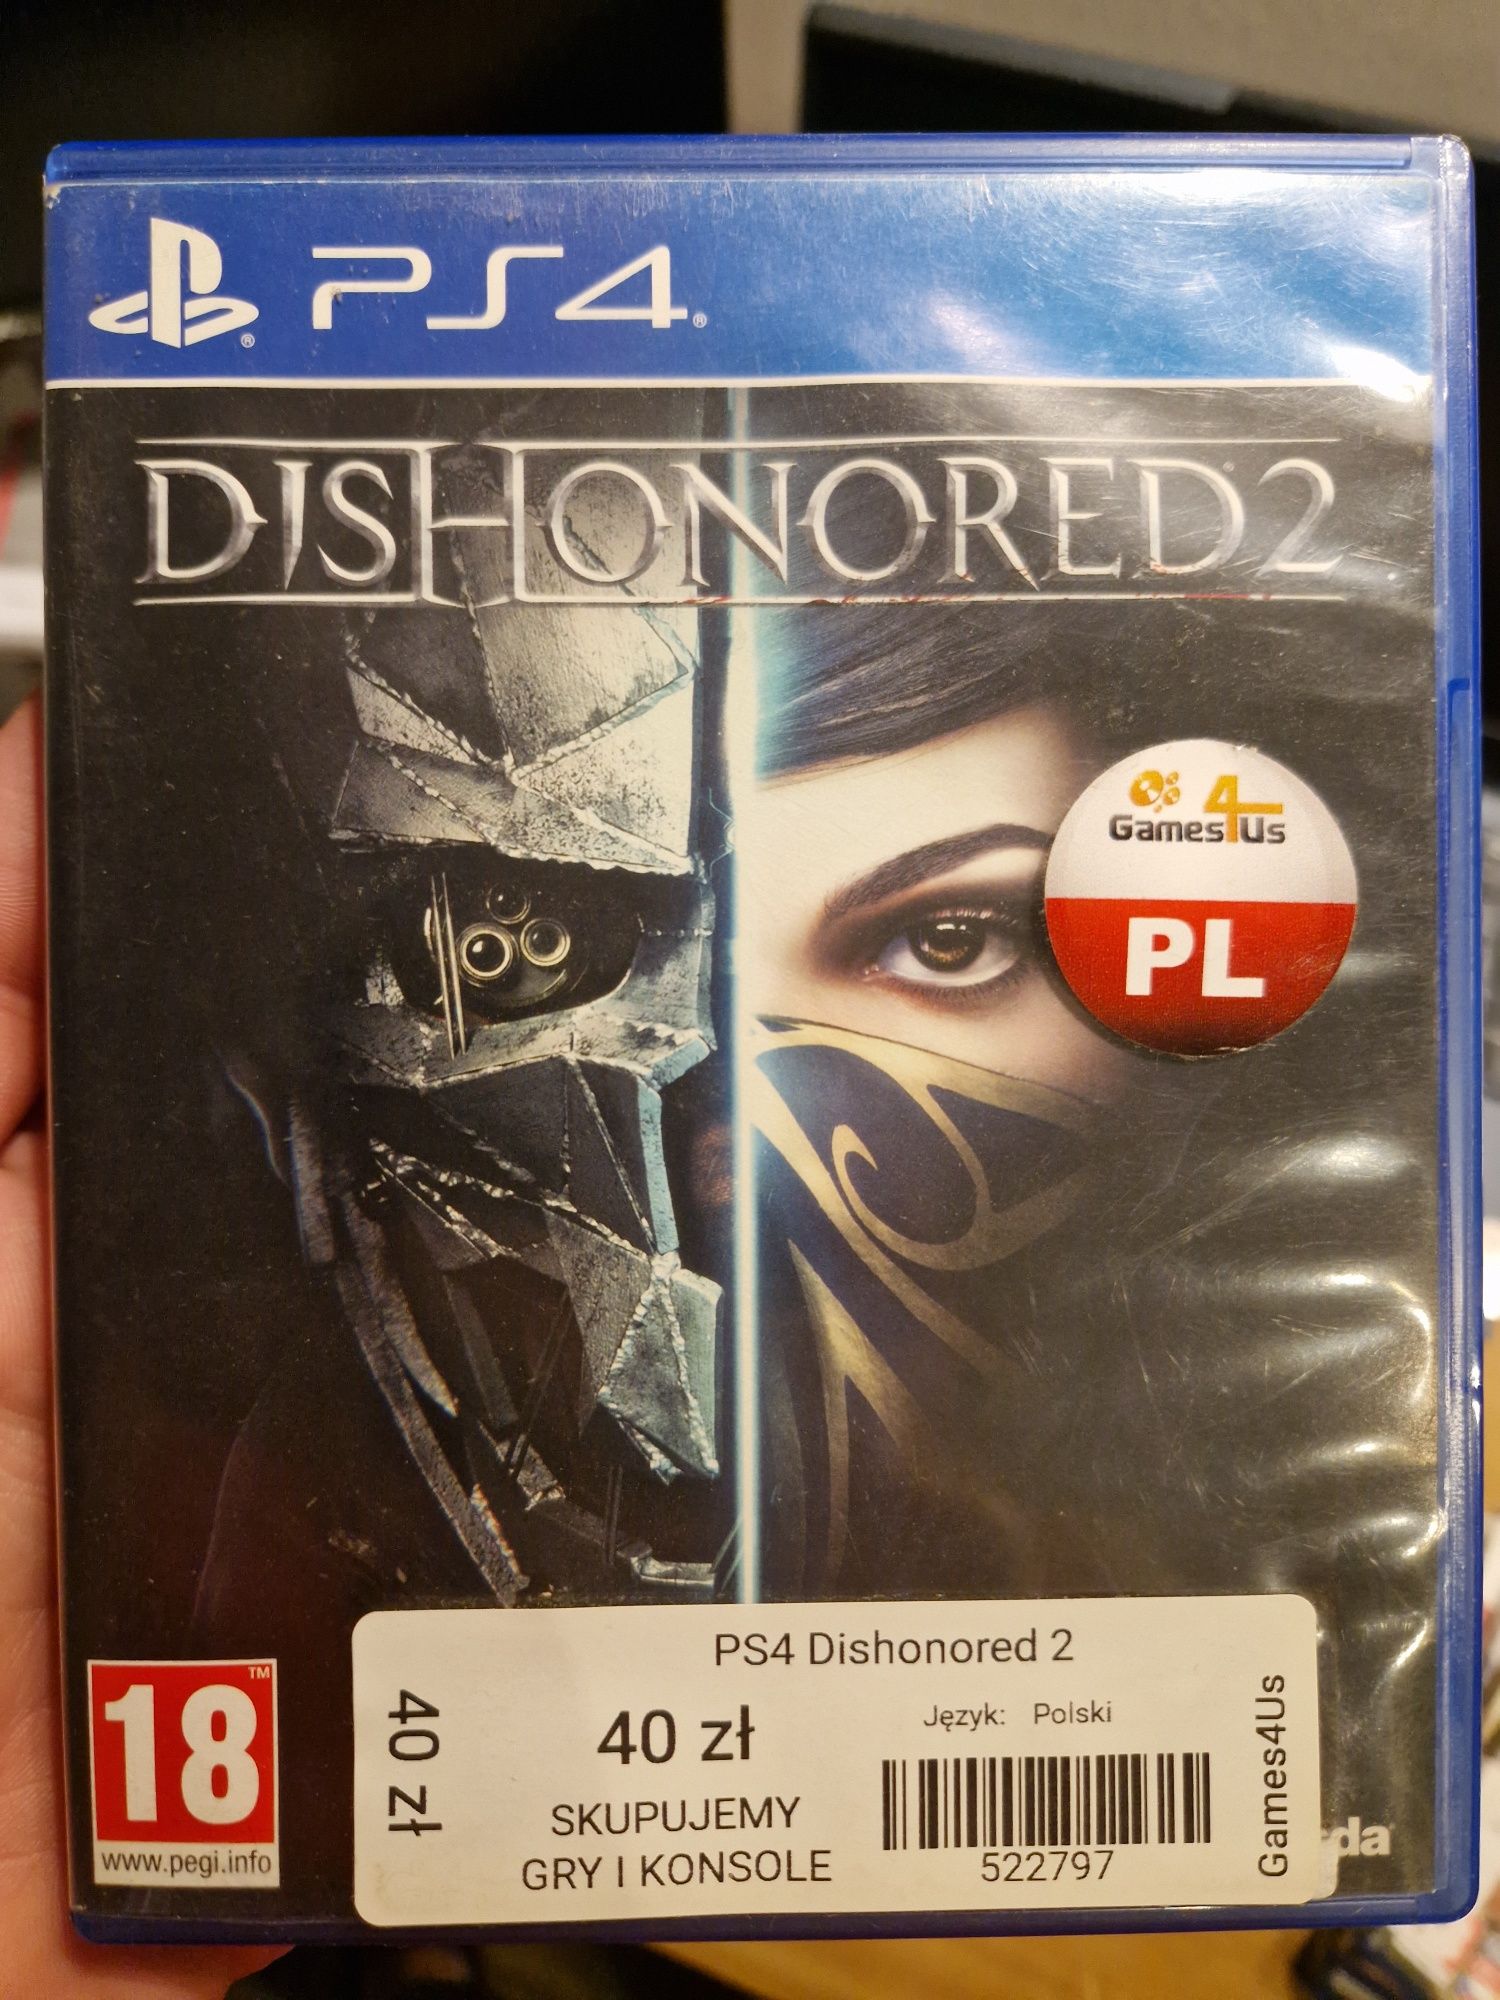 PS4
DISHONORED 2
Games4Us
PL
PS4 Dishonored 2
40 zł
40 zł
Język: Polski
SKUPUJEMY
GRY I KONSOLE
522797
Games4Us
18
www.pegi.info
da